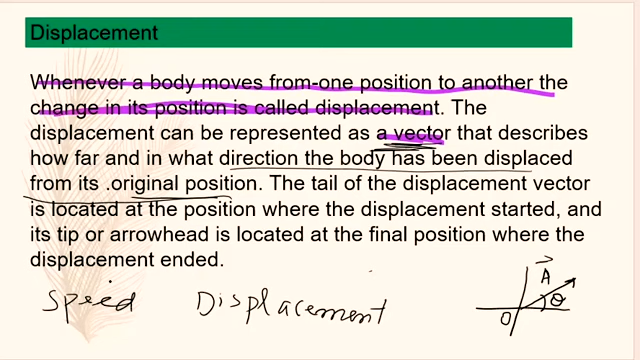 Displacement
Whenever a body moves from-one position to another the
change in its position is called displacement. The
displacement can be represented as a vector that describes
how far and in what direction the body has been displaced
from its .original position. The tail of the displacement vector
is located at the position where the displacement started, and
its tip or arrowhead is located at the final position where the
displacement ended.
Speed Displacement
A
θ
O